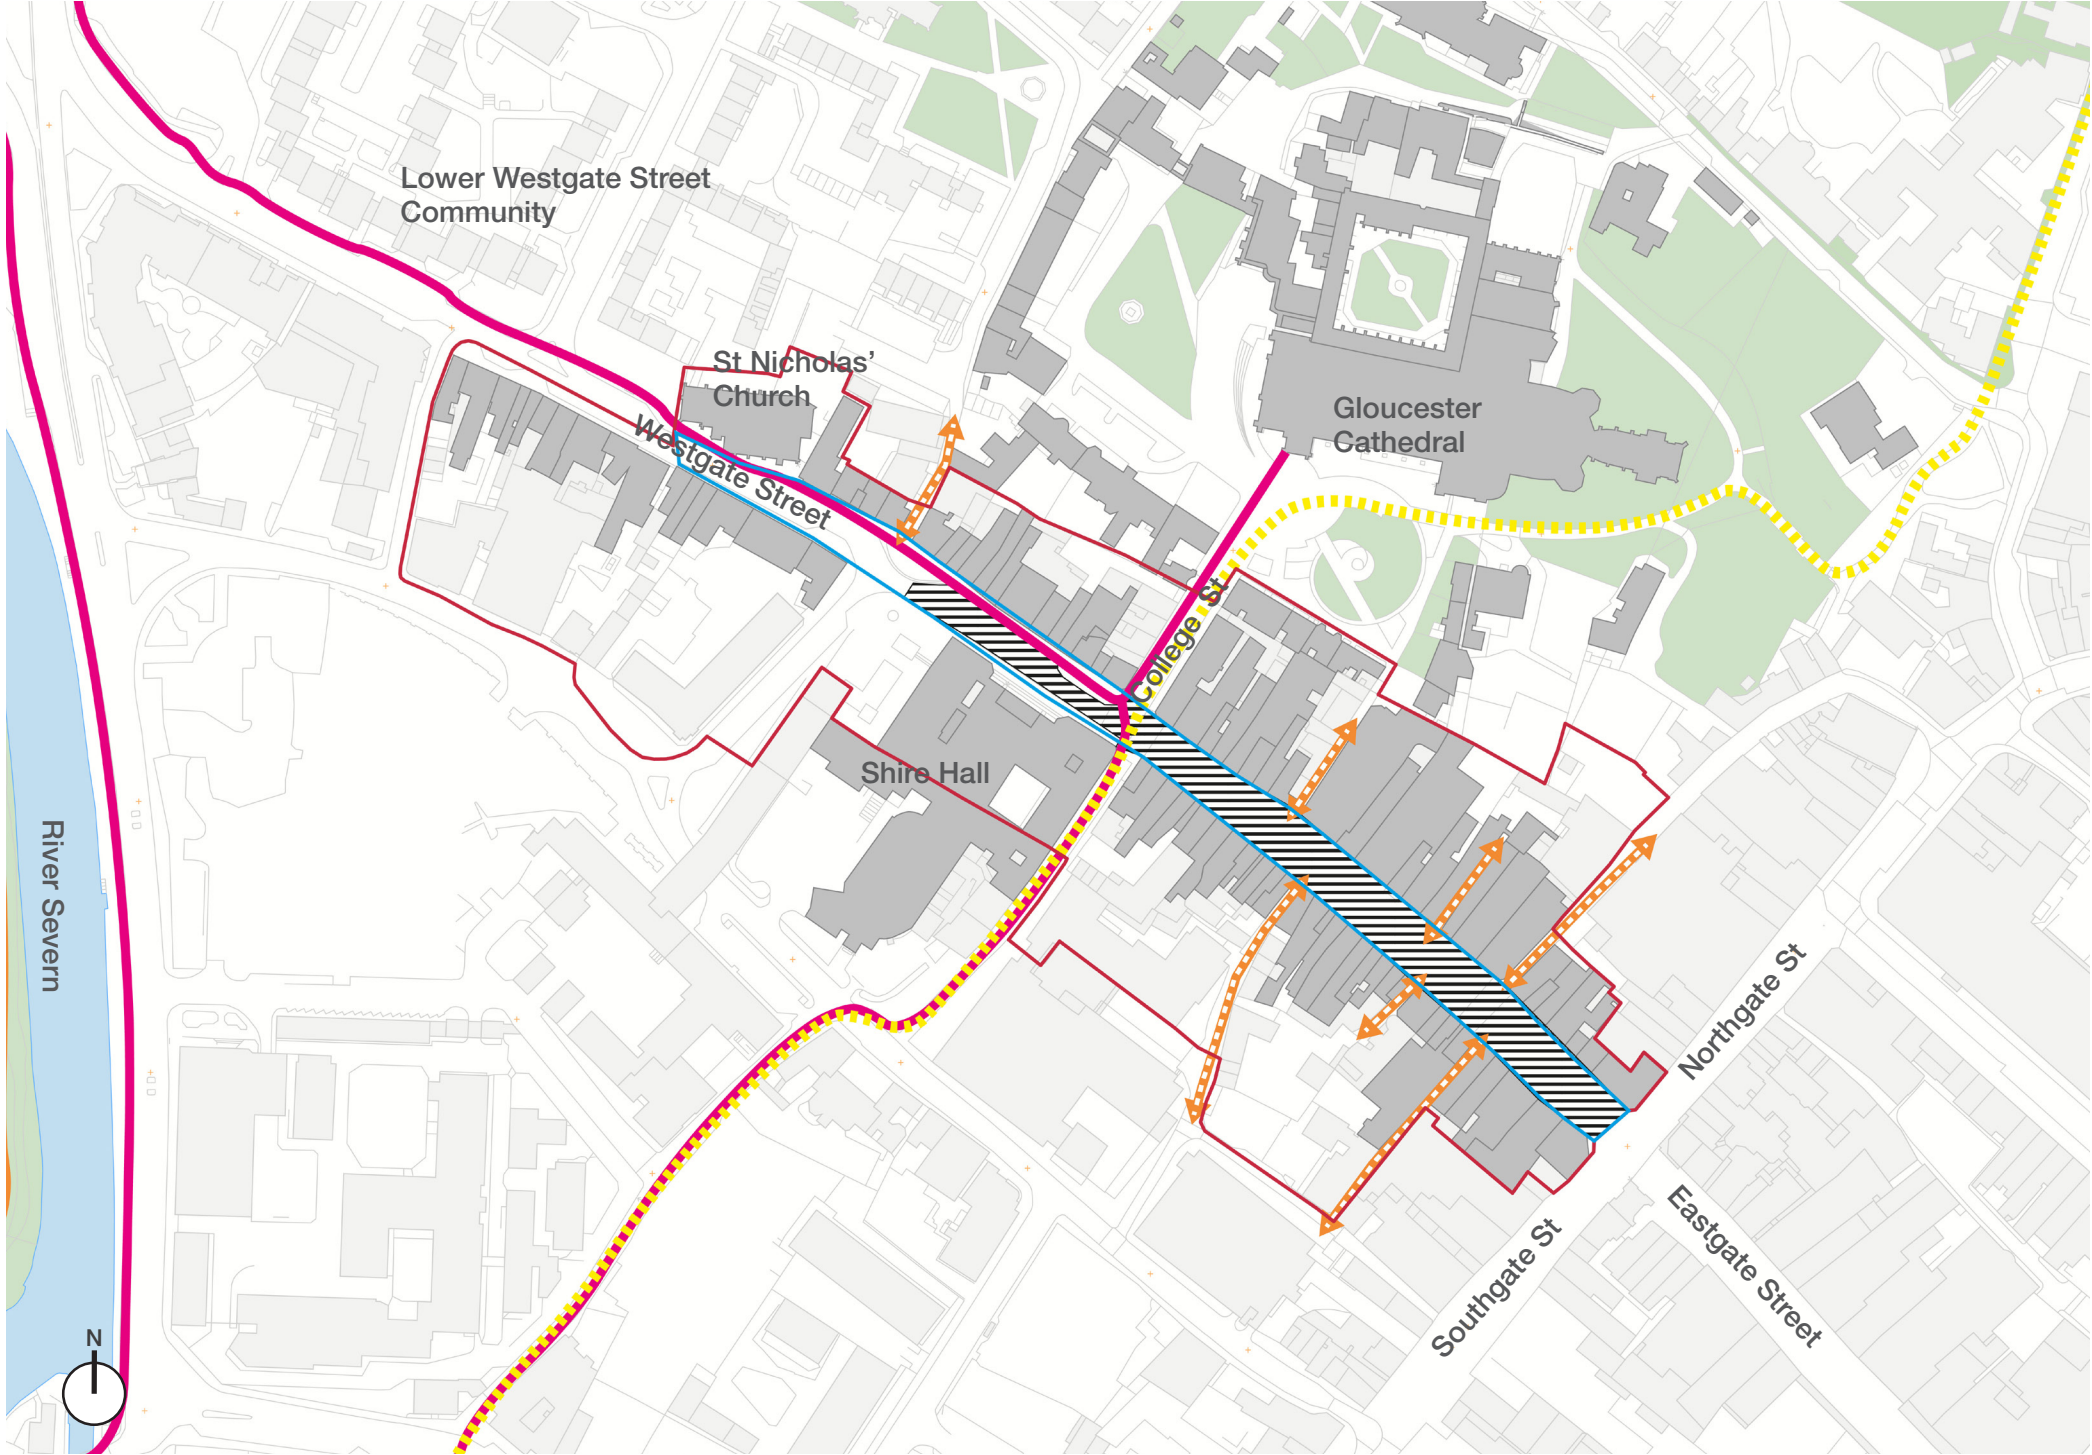 Lower Westgate Street
Community
St Nicholas’
Church
Westgate Street
Gloucester
Cathedral
College St
Shire Hall
River Severn
Northgate St
Eastgate Street
Southgate St
N